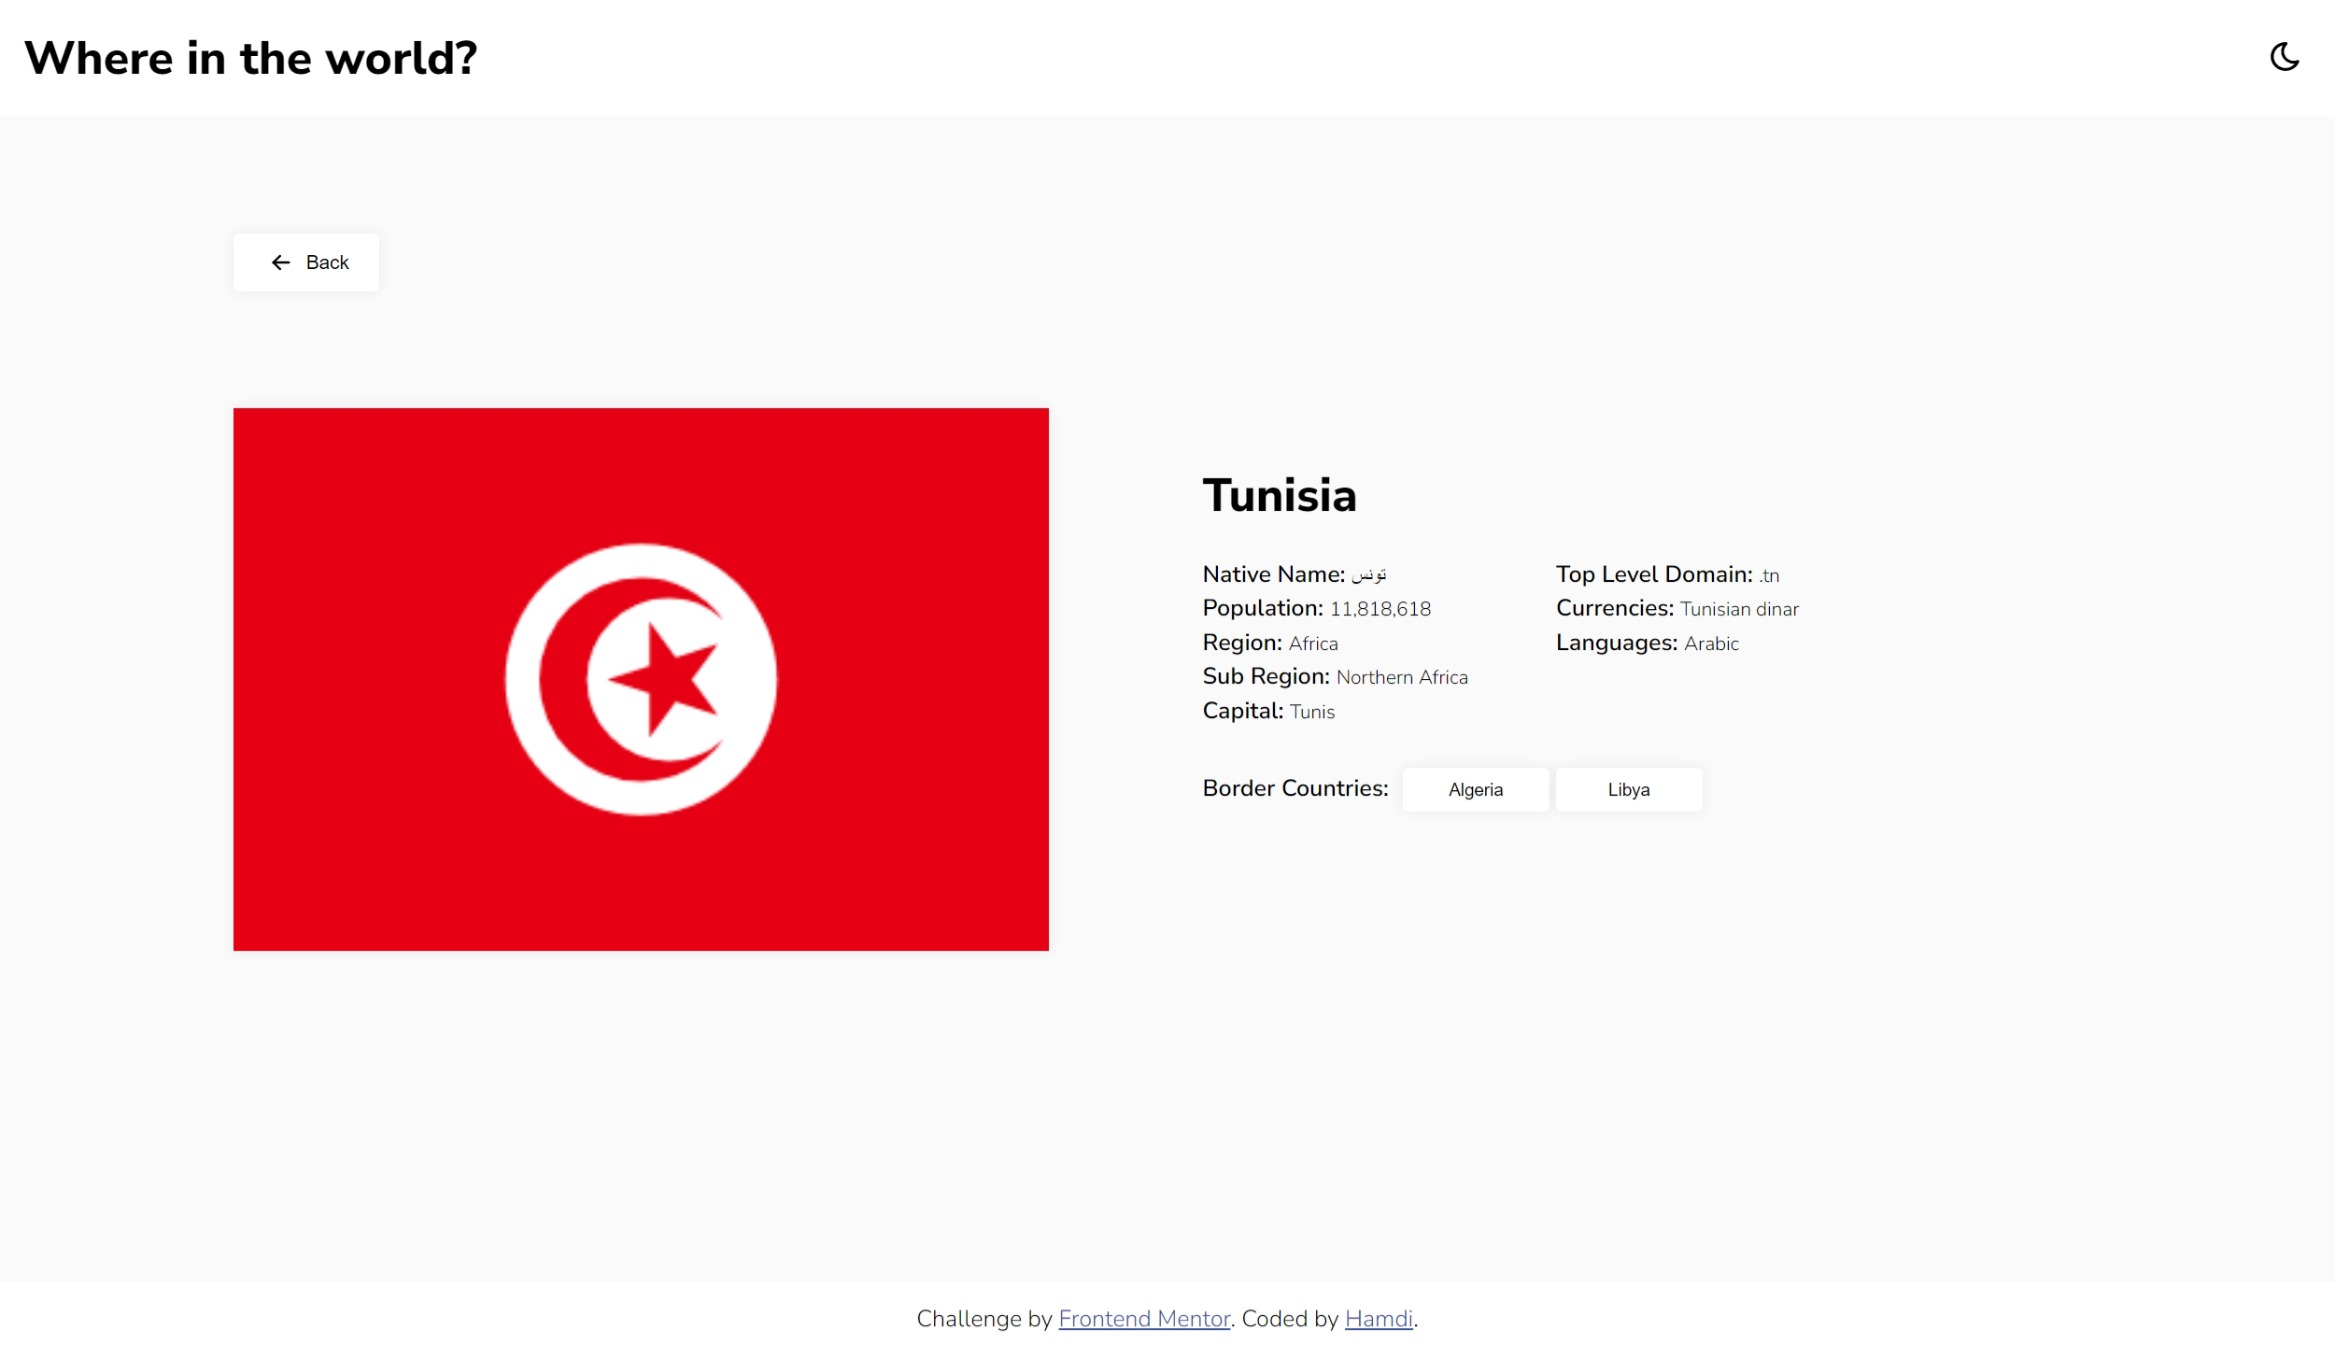 Where in the world?
Back
Tunisia
Native Name: تونس
Population: 11,818,618
Region: Africa
Sub Region: Northern Africa
Capital: Tunis
Top Level Domain: .tn
Currencies: Tunisian dinar
Languages: Arabic
Border Countries: Algeria Libya
Challenge by Frontend Mentor. Coded by Hamdi.